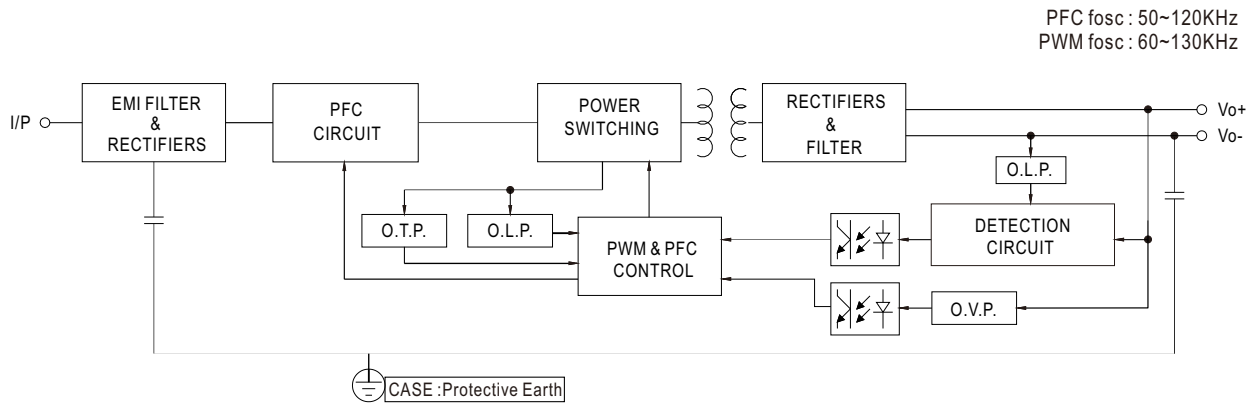 PFC fosc : 50~120KHz
PWM fosc : 60~130KHz
I/P
EMI FILTER
&
RECTIFIERS
PFC
CIRCUIT
POWER
SWITCHING
RECTIFIERS
&
FILTER
Vo+
Vo-
O.L.P.
O.T.P.
O.L.P.
PWM & PFC
CONTROL
DETECTION
CIRCUIT
O.V.P.
CASE :Protective Earth